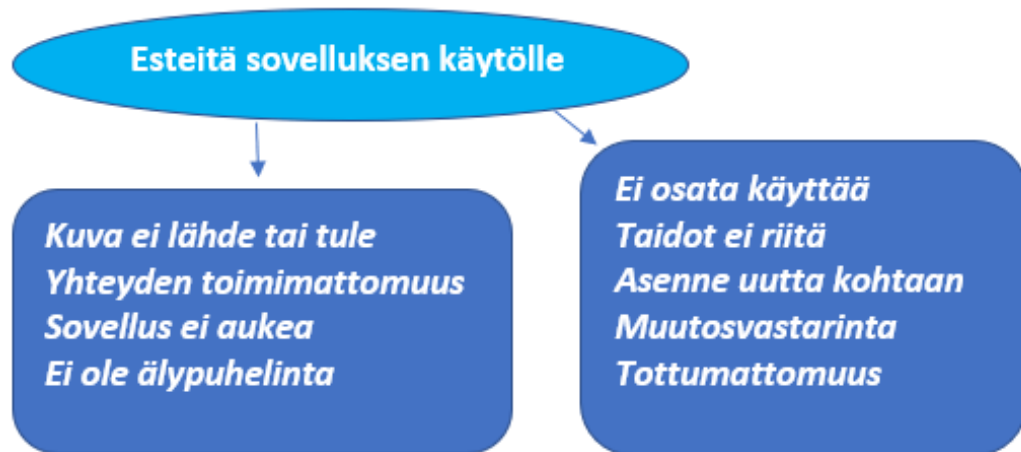 Esteitä sovelluksen käytölle
Kuva ei lähde tai tule
Yhteyden toimimattomuus
Sovellus ei aukea
Ei ole älypuhelinta
Ei osata käyttää
Taidot ei riitä
Asenne uutta kohtaan
Muutosvastarinta
Tottumattomuus